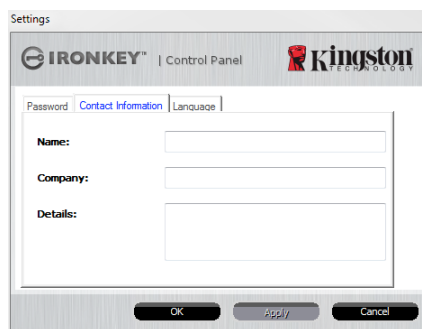 Settings
IRONKEY™ | Control Panel
Kingston
TECHNOLOGY
Password Contact Information Language
Name:
Company:
Details:
OK Apply Cancel